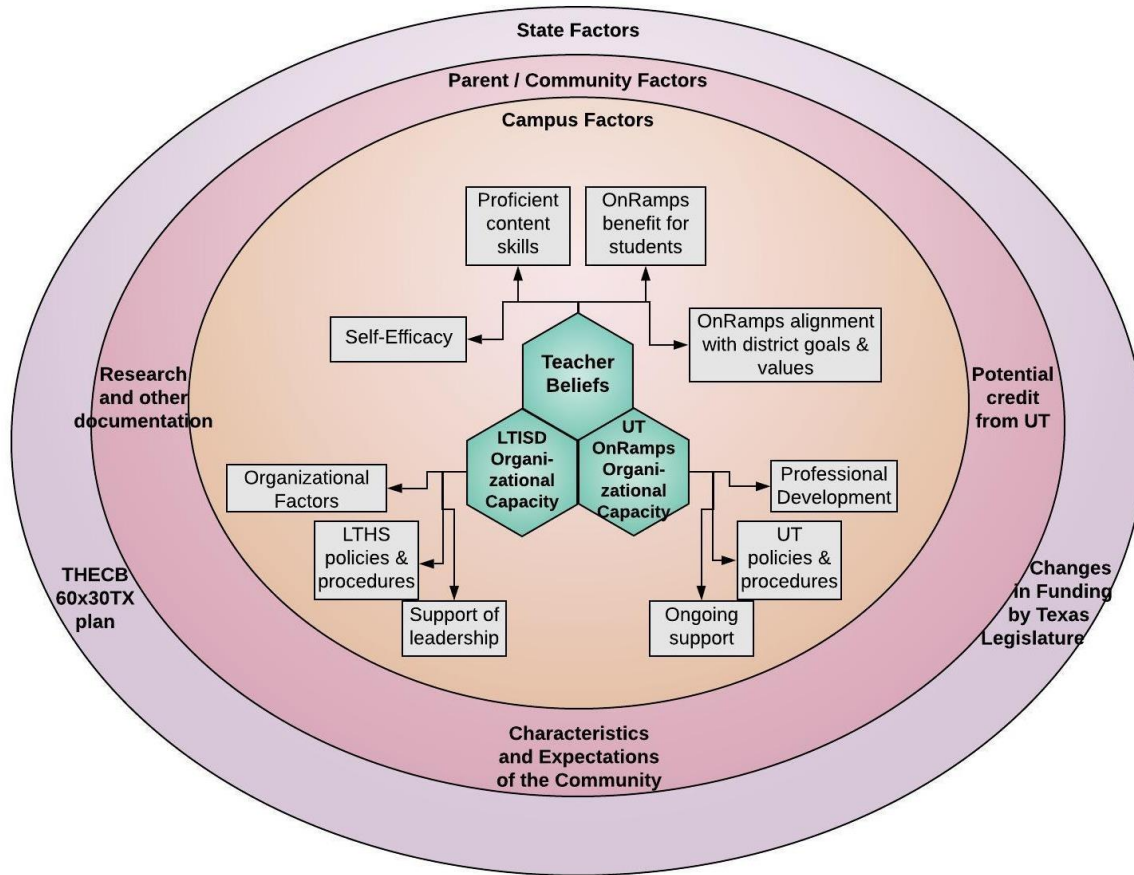 State Factors
Parent / Community Factors
Campus Factors
Proficient
content
skills
OnRamps
benefit for
students
Self-Efficacy
OnRamps alignment
with district goals &
values
Teacher
Beliefs
Research
and other
documentation
Potential
credit
from UT
LTISD
Organi-
zational
Capacity
UT
OnRamps
Organi-
zational
Capacity
Organizational
Factors
Professional
Development
LTHS
policies &
procedures
UT
policies &
procedures
Support of
leadership
Ongoing
support
THECB
60x30TX
plan
Changes
in Funding
by Texas
Legislature
Characteristics
and Expectations
of the Community